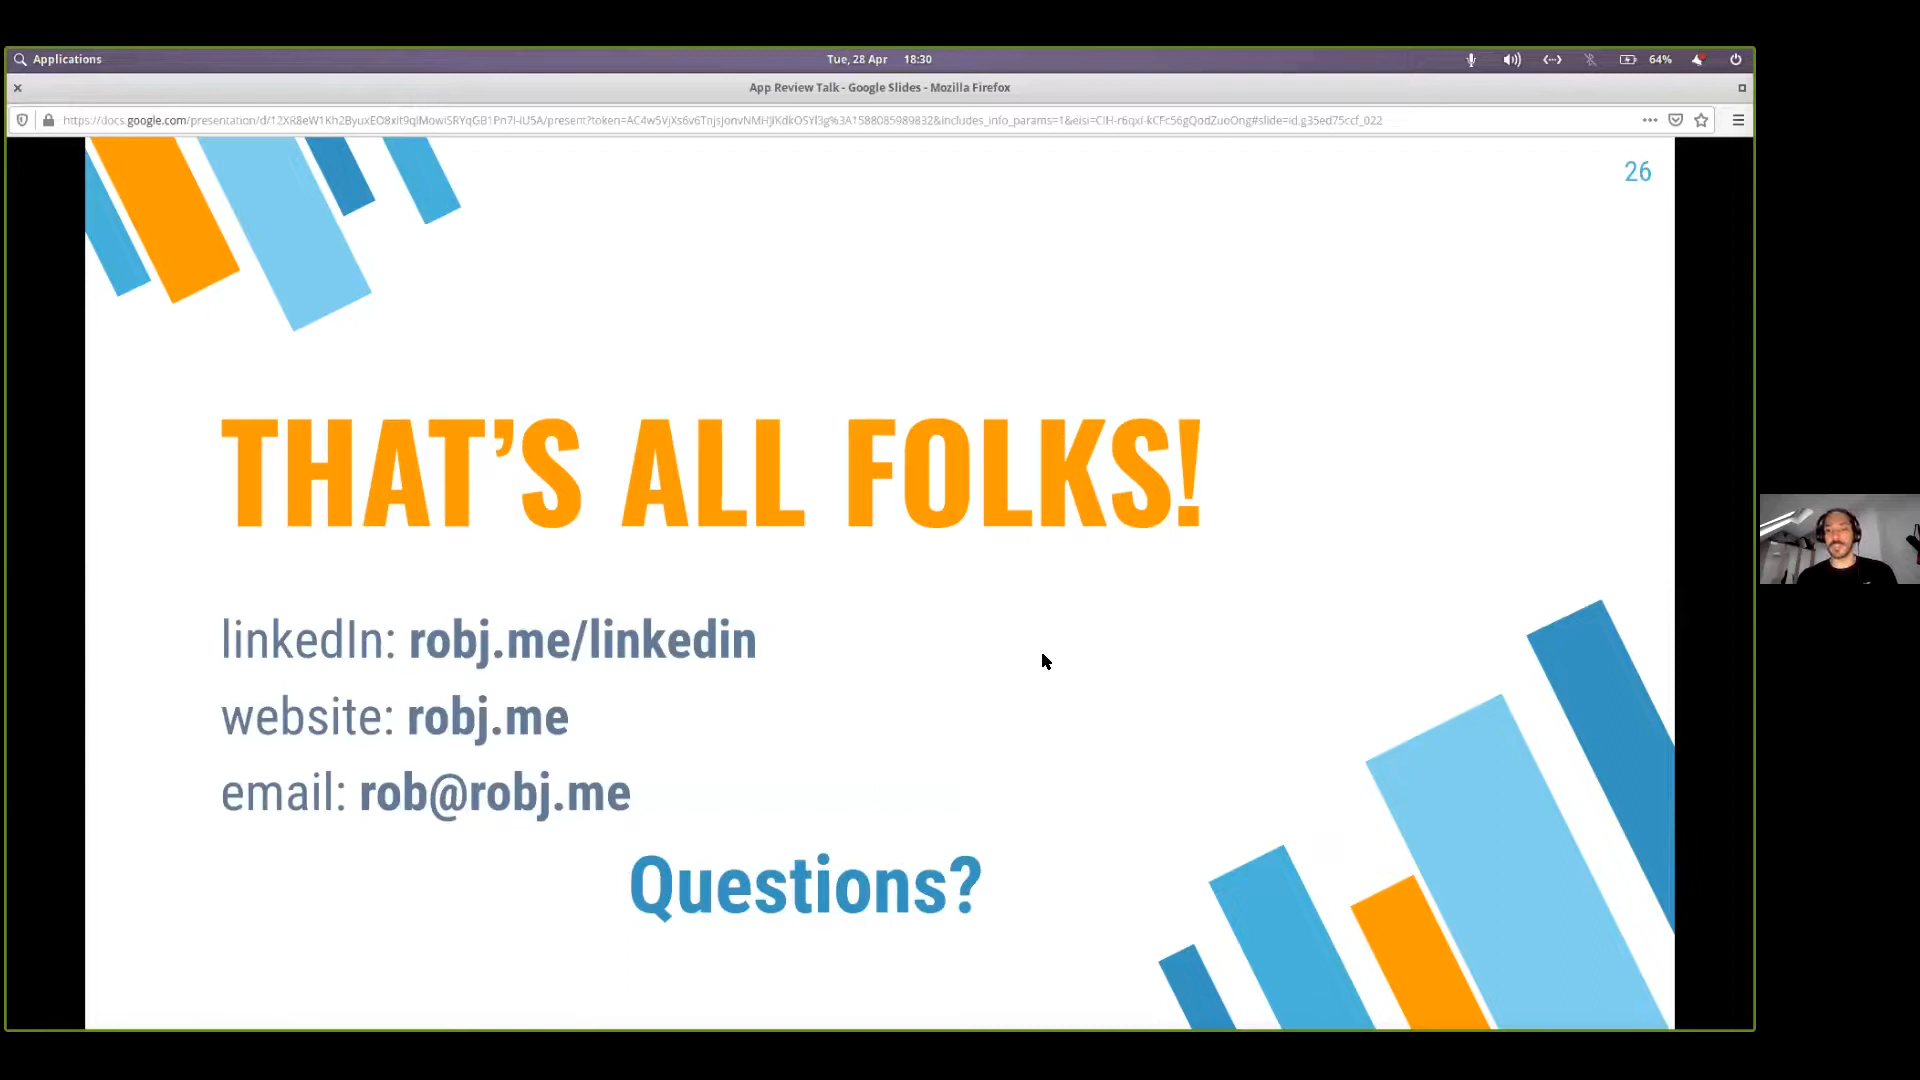 Applications
Tue, 28 Apr 18:30
64%
App Review Talk - Google Slides - Mozilla Firefox
26
THAT'S ALL FOLKS!
linkedIn: robj.me/linkedin
website: robj.me
email: rob@robj.me
Questions?